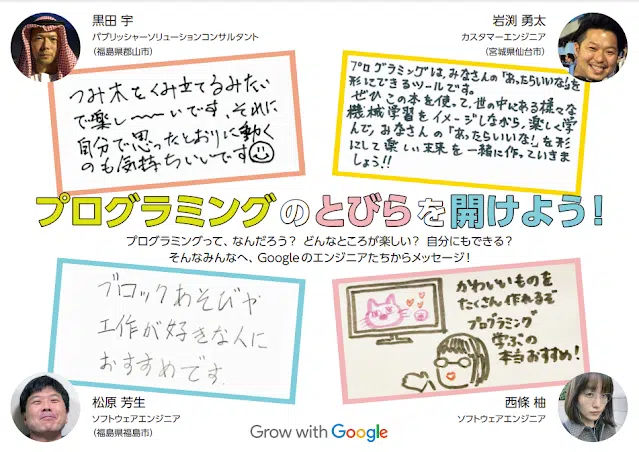 黒田 宇
パブリッシャーソリューションコンサルタント
（福島県郡山市）
岩渕 勇太
カスタマーエンジニア
（宮城県仙台市）
つみ木をくみ立てるみたい
で楽し〜〜いです、それに
自分で思ったとおりに動く
のも気持ちいいです
プログラミングは、みなさんの「あったらいいな！」を
形にできるツールです。
ぜひこの本を使って、世の中にある様々な
機械学習をイメージしながら、楽しく学
んで、みなさんの「あったらいいな！」を形
にして楽しい未来を一緒に作っていきま
しょう！！
プログラミングのとびらを開けよう！
プログラミングって、なんだろう？ どんなところが楽しい？ 自分にもできる？
そんなみんなへ、Googleのエンジニアたちからメッセージ！
ブロックあそびや
工作が好きな人に
おすすめです.
かわいいものを
たくさん作れるぞ
プログラミング
学ぶの
本当おすすめ！
松原 芳生
ソフトウェアエンジニア
（福島県福島市）
西條 柚
ソフトウェアエンジニア
Grow with Google